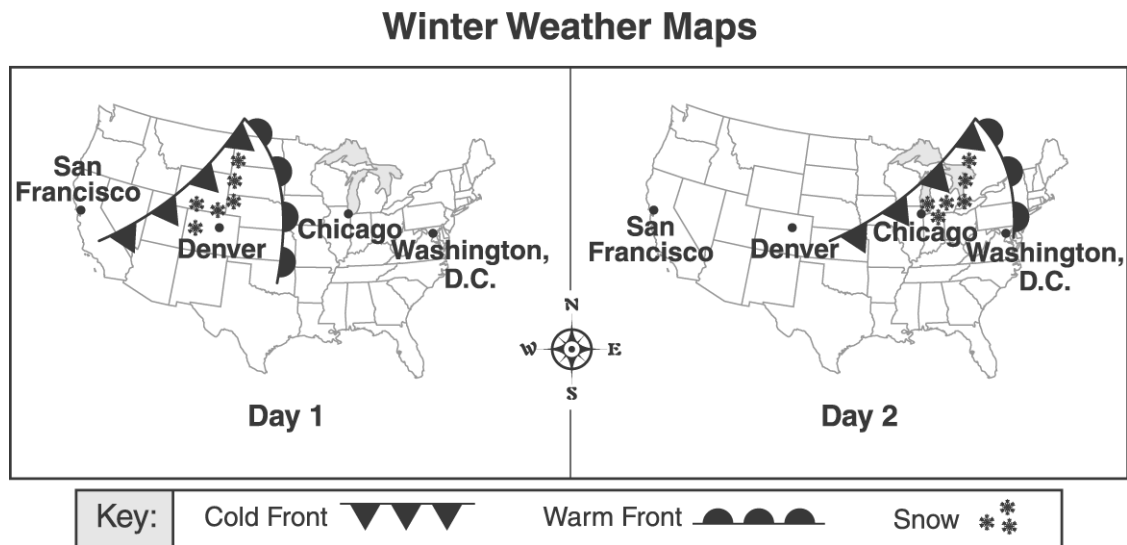 Winter Weather Maps
San
Francisco
Denver
Chicago
Washington,
D.C.
Day 1
N
W E
S
San
Francisco
Denver
Chicago
Washington,
D.C.
Day 2
Key: Cold Front Warm Front Snow